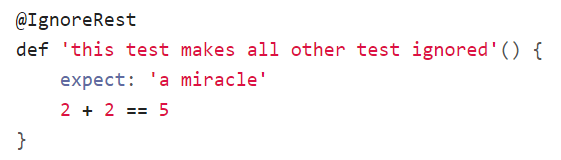 @IgnoreRest
def 'this test makes all other test ignored'() {
    expect: 'a miracle'
    2 + 2 == 5
}